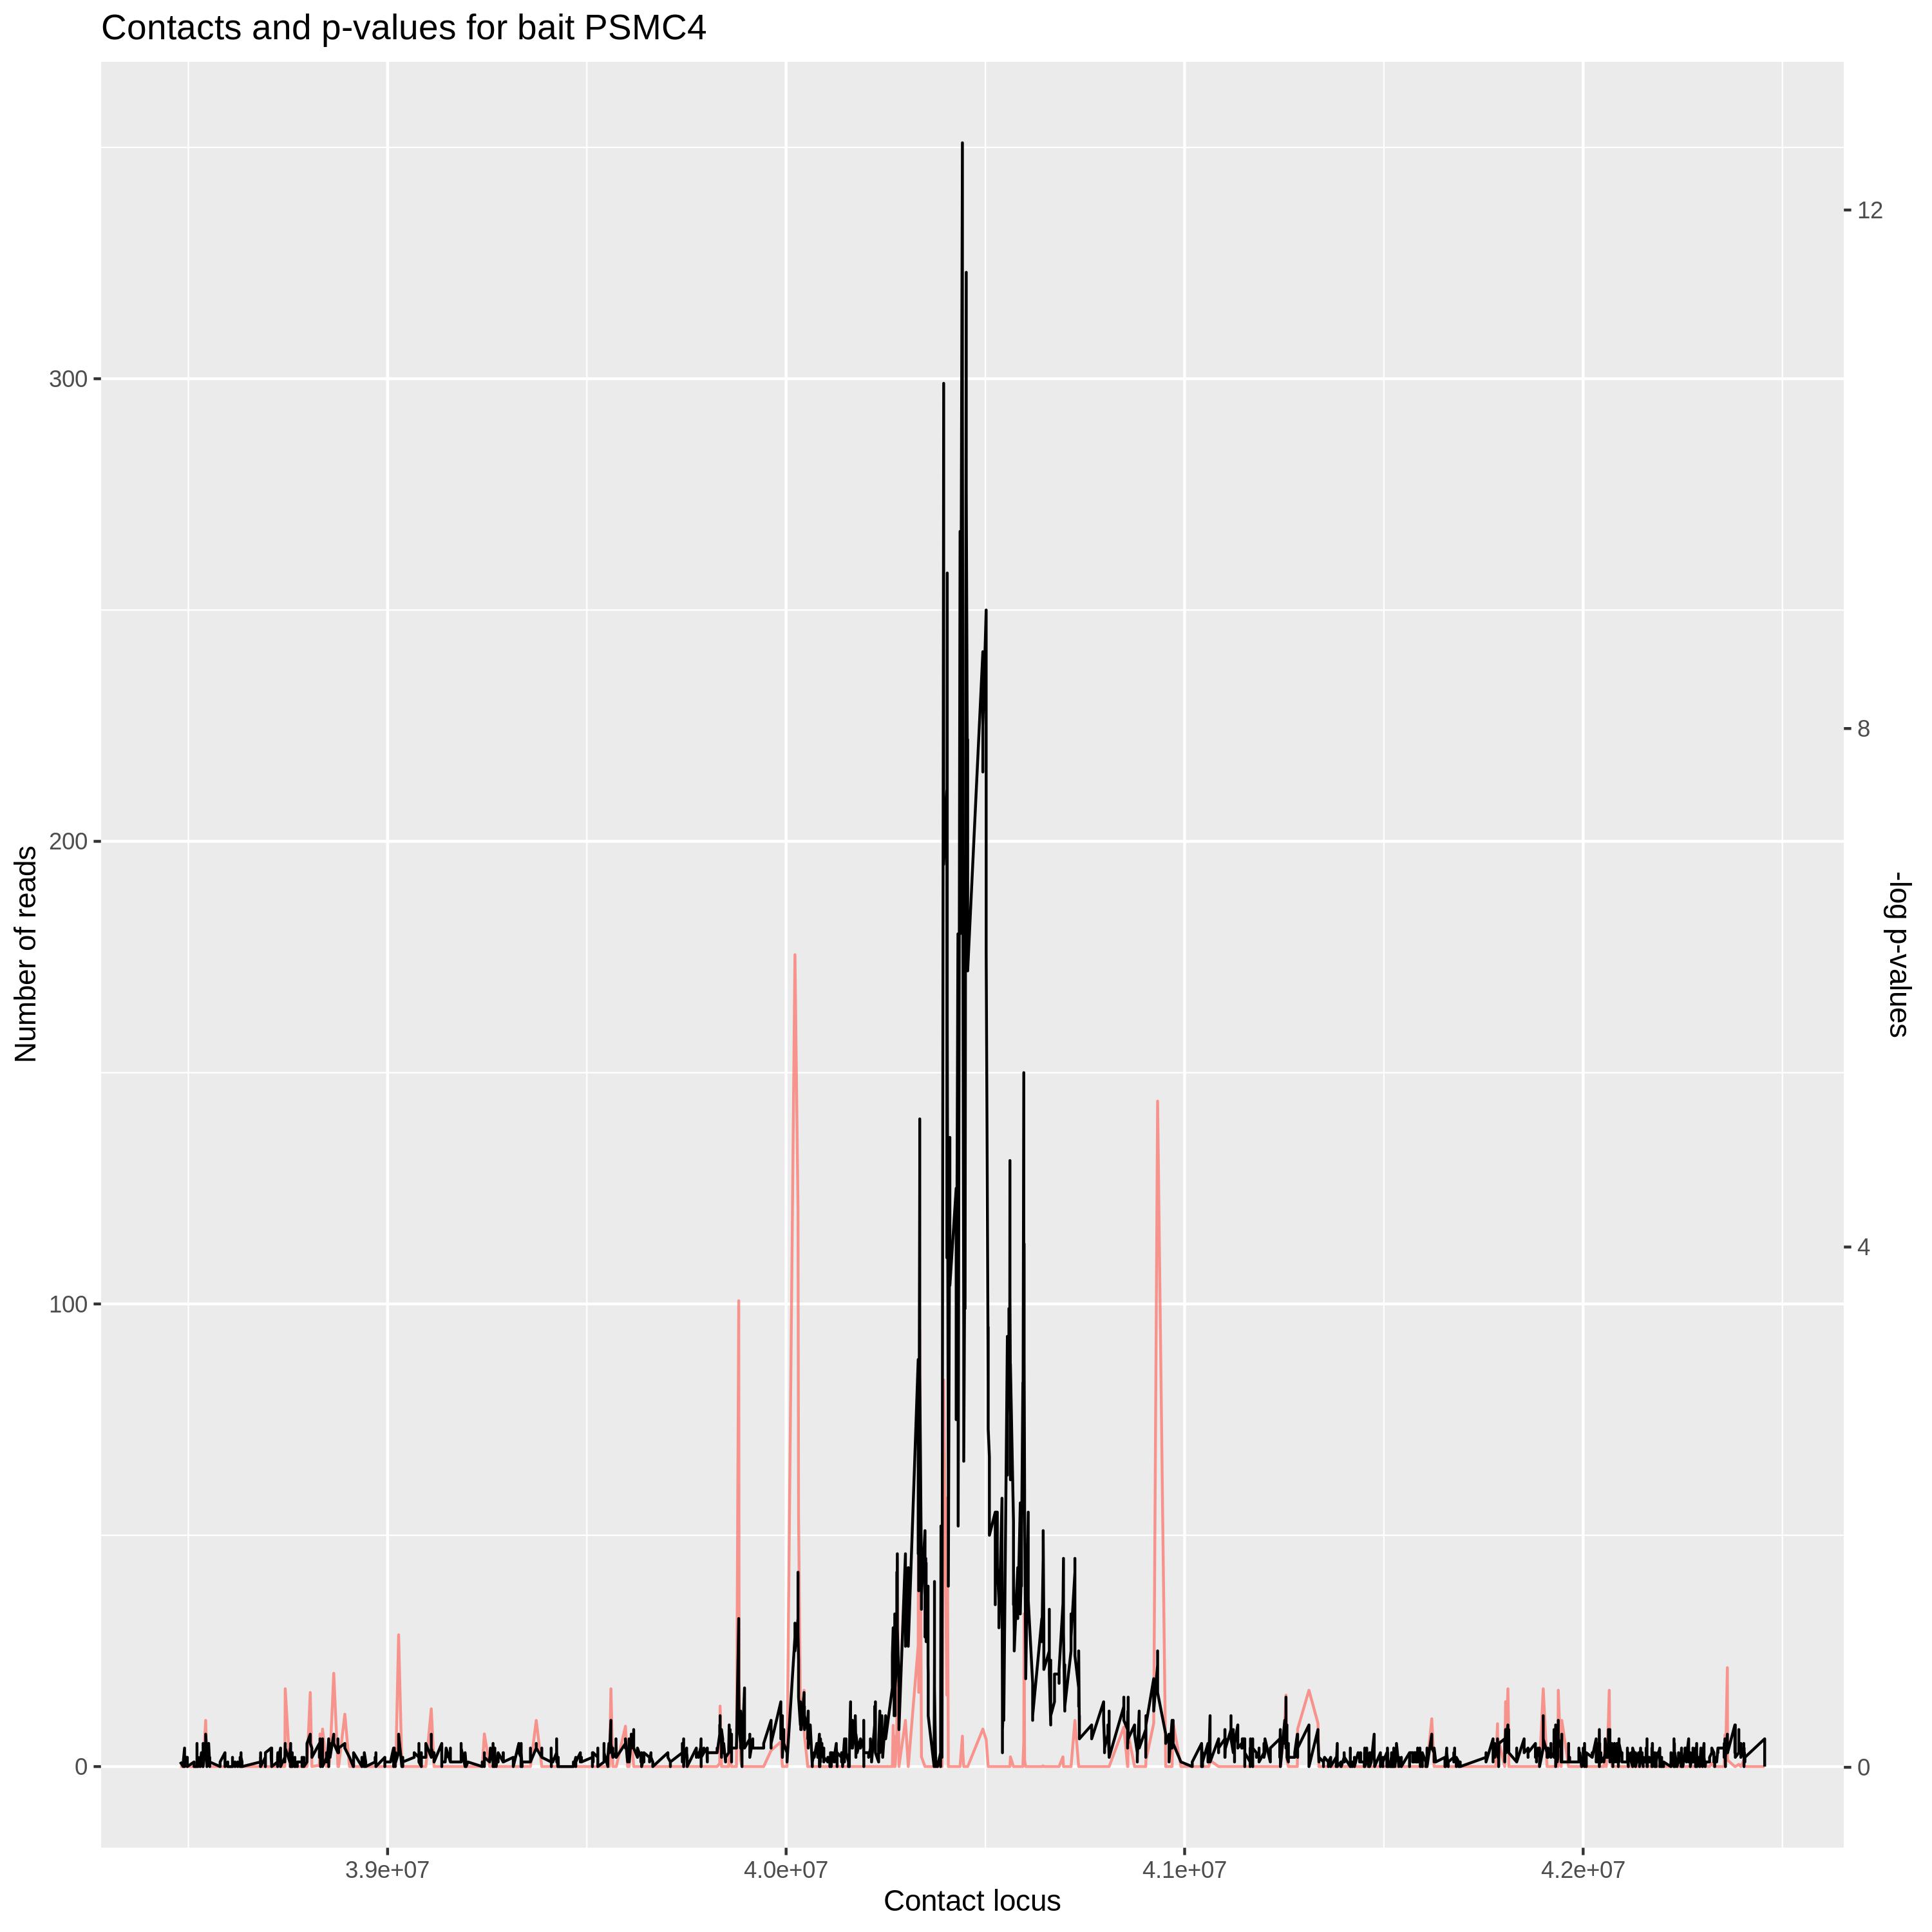 Contacts and p-values for bait PSMC4
300
200
100
0
12
8
4
0
Number of reads
-log p-values
3.9e+07
4.0e+07
4.1e+07
4.2e+07
Contact locus